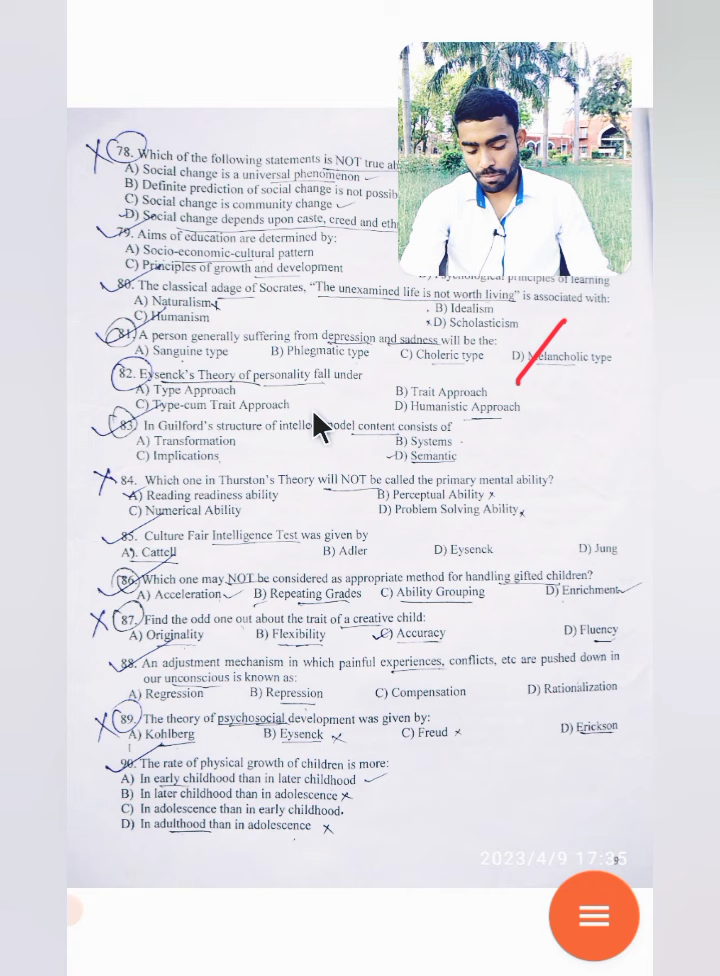 78. Which of the following statements is NOT true
A) Social change is a universal phenomenon
B) Definite prediction of social change is not
C) Social change is community change
D) Social change depends upon caste, creed and
79. Aims of education are determined by:
A) Socio-economic-cultural pattern
C) Principles of growth and development
principles of learning
80. The classical adage of Socrates, "The unexamined life is not worth living" is associated with:
A) Naturalism B) Idealism
C) Humanism D) Scholasticism
81. A person generally suffering from depression and sadness will be the:
A) Sanguine type B) Phlegmatic type C) Choleric type D) Melancholic type
82. Eysenck's Theory of personality fall under
A) Type Approach B) Trait Approach
C) Type-cum Trait Approach D) Humanistic Approach
83. In Guilford's structure of model content consists of
A) Transformation B) Systems
C) Implications D) Semantic
84. Which one in Thurston's Theory will NOT be called the primary mental ability?
A) Reading readiness ability B) Perceptual Ability
C) Numerical Ability D) Problem Solving Ability
85. Culture Fair Intelligence Test was given by
A). Cattell B) Adler D) Eysenck D) Jung
86. Which one may NOT be considered as appropriate method for handling gifted children?
A) Acceleration B) Repeating Grades C) Ability Grouping D) Enrichment
87. Find the odd one out about the trait of a creative child:
A) Originality B) Flexibility C) Accuracy D) Fluency
88. An adjustment mechanism in which painful experiences, conflicts, etc are pushed down in
our unconscious is known as:
A) Regression B) Repression C) Compensation D) Rationalization
89. The theory of psychosocial development was given by:
A) Kohlberg B) Eysenck C) Freud D) Erickson
90. The rate of physical growth of children is more:
A) In early childhood than in later childhood
B) In later childhood than in adolescence
C) In adolescence than in early childhood.
D) In adulthood than in adolescence
2023/4/9 17:35